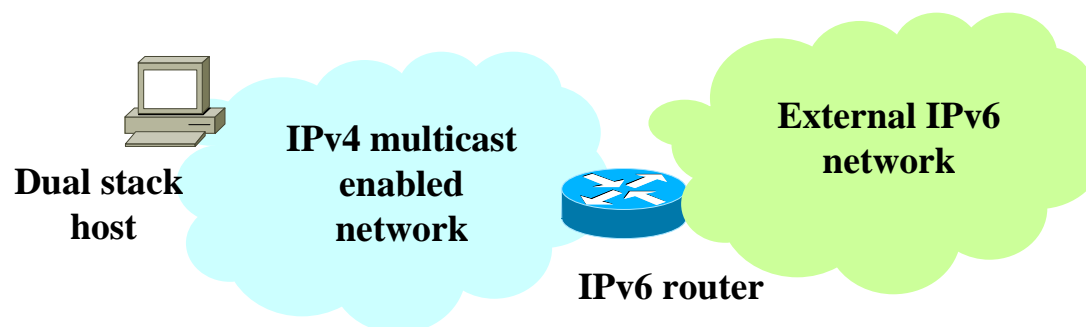 Dual stack
host
IPv4 multicast
enabled
network
IPv6 router
External IPv6
network